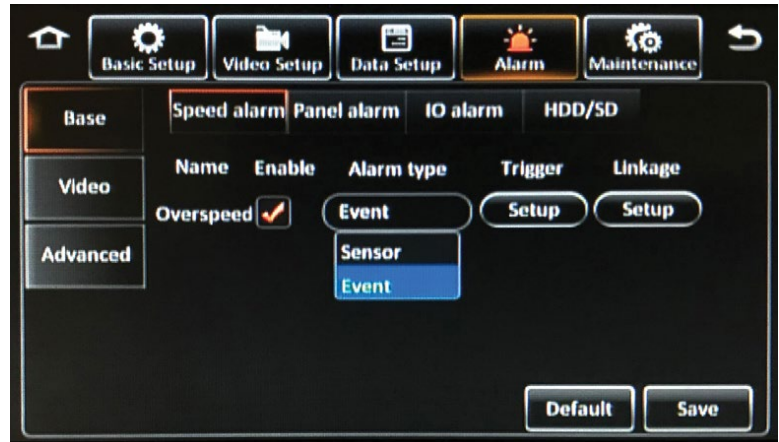 Basic Setup Video Setup Data Setup Alarm Maintenance
Base Speed alarm Panel alarm IO alarm HDD/SD
Name Enable Alarm type Trigger Linkage
Video
Overspeed Event Setup Setup
Advanced Sensor
Event
Default Save